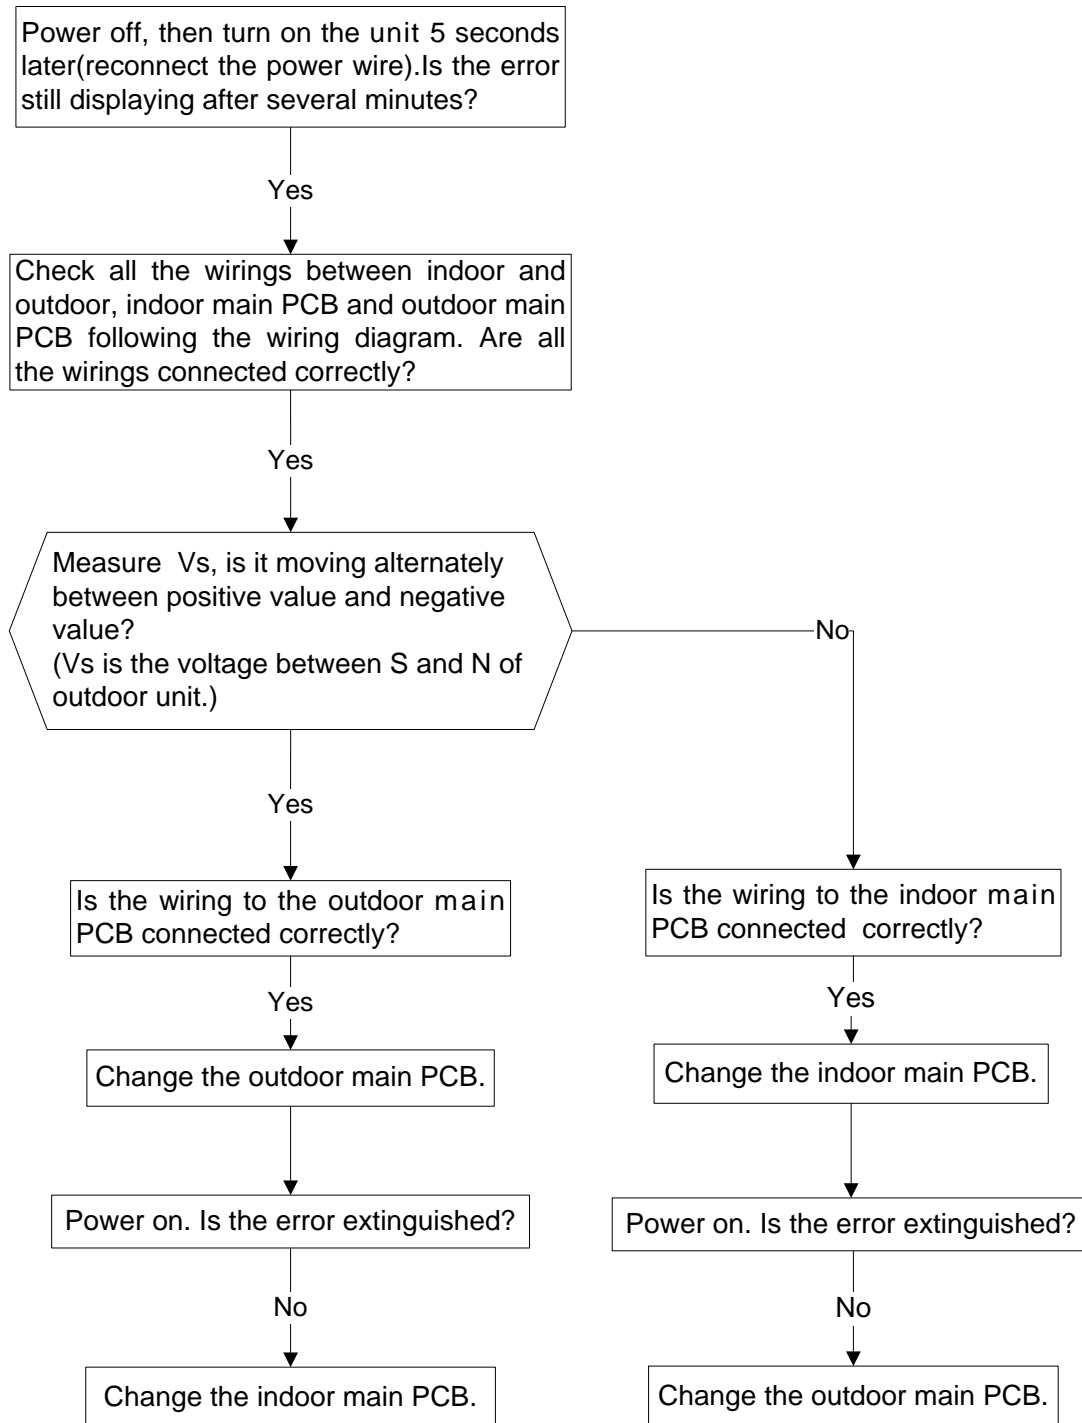 Power off, then turn on the unit 5 seconds
later(reconnect the power wire).Is the error
still displaying after several minutes?
Yes
Check all the wirings between indoor and
outdoor, indoor main PCB and outdoor main
PCB following the wiring diagram. Are all
the wirings connected correctly?
Yes
Measure Vs, is it moving alternately
between positive value and negative
value?
(Vs is the voltage between S and N of
outdoor unit.)
No
Yes
Is the wiring to the outdoor main
PCB connected correctly?
Yes
Change the outdoor main PCB.
Power on. Is the error extinguished?
No
Change the indoor main PCB.
Is the wiring to the indoor main
PCB connected correctly?
Yes
Change the indoor main PCB.
Power on. Is the error extinguished?
No
Change the outdoor main PCB.